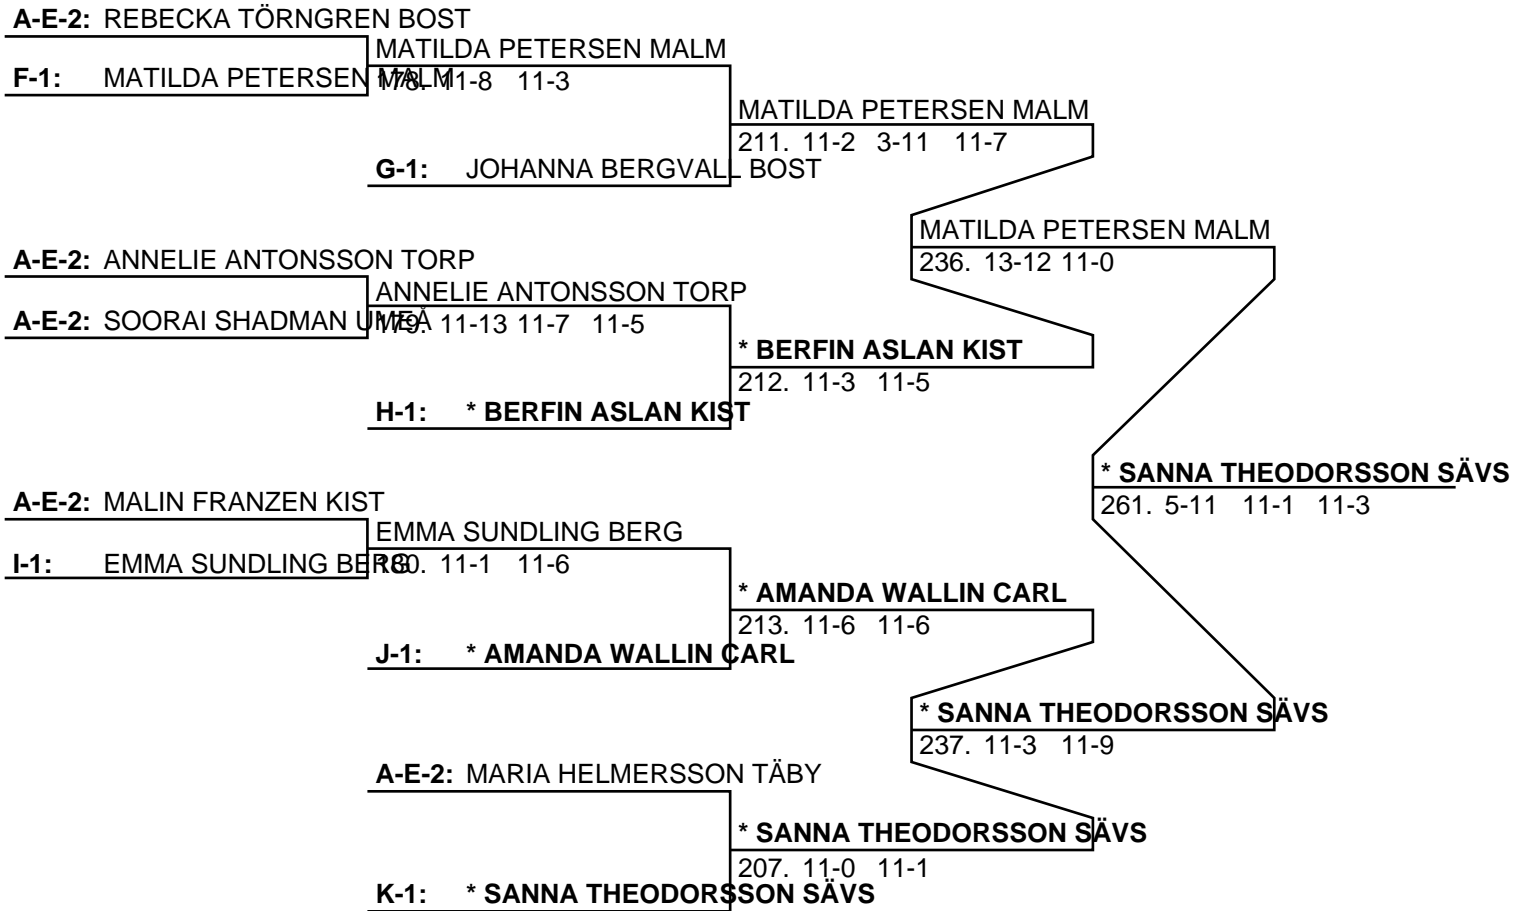 A-E-2: REBECKA TÖRNGREN BOST
MATILDA PETERSEN MALM
F-1: MATILDA PETERSEN MALM
178. 11-8 11-3
MATILDA PETERSEN MALM
211. 11-2 3-11 11-7
G-1: JOHANNA BERGVALL BOST
MATILDA PETERSEN MALM
236. 13-12 11-0
A-E-2: ANNELIE ANTONSSON TORP
ANNELIE ANTONSSON TORP
A-E-2: SOORAI SHADMAN UMEÅ
179. 11-13 11-7 11-5
* BERFIN ASLAN KIST
212. 11-3 11-5
H-1: * BERFIN ASLAN KIST
* SANNA THEODORSSON SÄVS
261. 5-11 11-1 11-3
A-E-2: MALIN FRANZEN KIST
EMMA SUNDLING BERG
I-1: EMMA SUNDLING BERG
180. 11-1 11-6
* AMANDA WALLIN CARL
213. 11-6 11-6
J-1: * AMANDA WALLIN CARL
* SANNA THEODORSSON SÄVS
237. 11-3 11-9
A-E-2: MARIA HELMERSSON TÄBY
* SANNA THEODORSSON SÄVS
207. 11-0 11-1
K-1: * SANNA THEODORSSON SÄVS